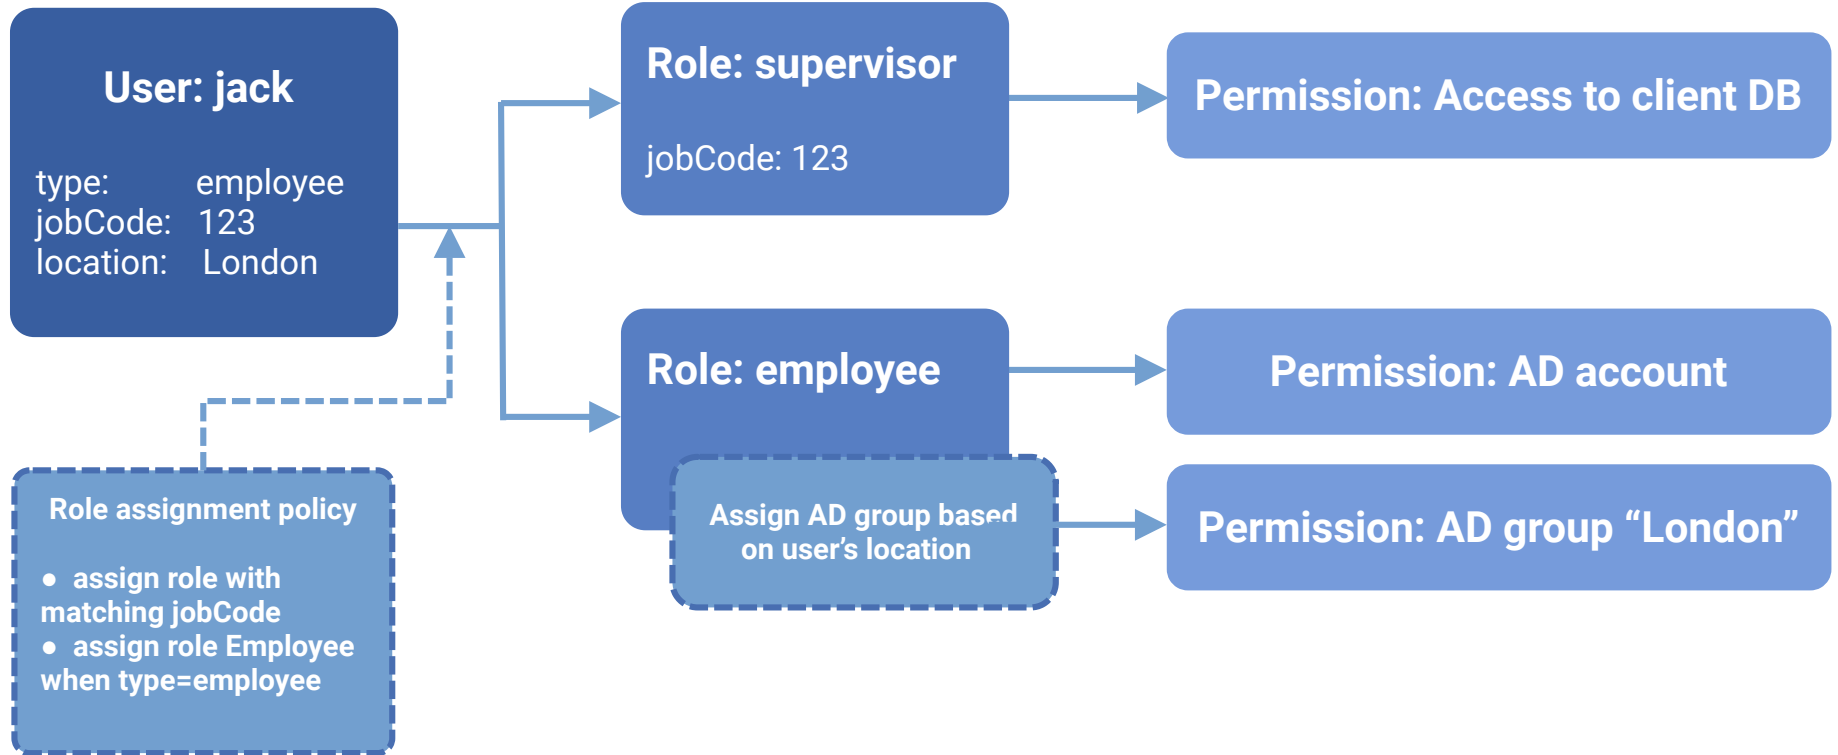 User: jack
type: employee
jobCode: 123
location: London
Role assignment policy
● assign role with
matching jobCode
● assign role Employee
when type=employee
Role: supervisor
jobCode: 123
Role: employee
Assign AD group based
on user’s location
Permission: Access to client DB
Permission: AD account
Permission: AD group “London”